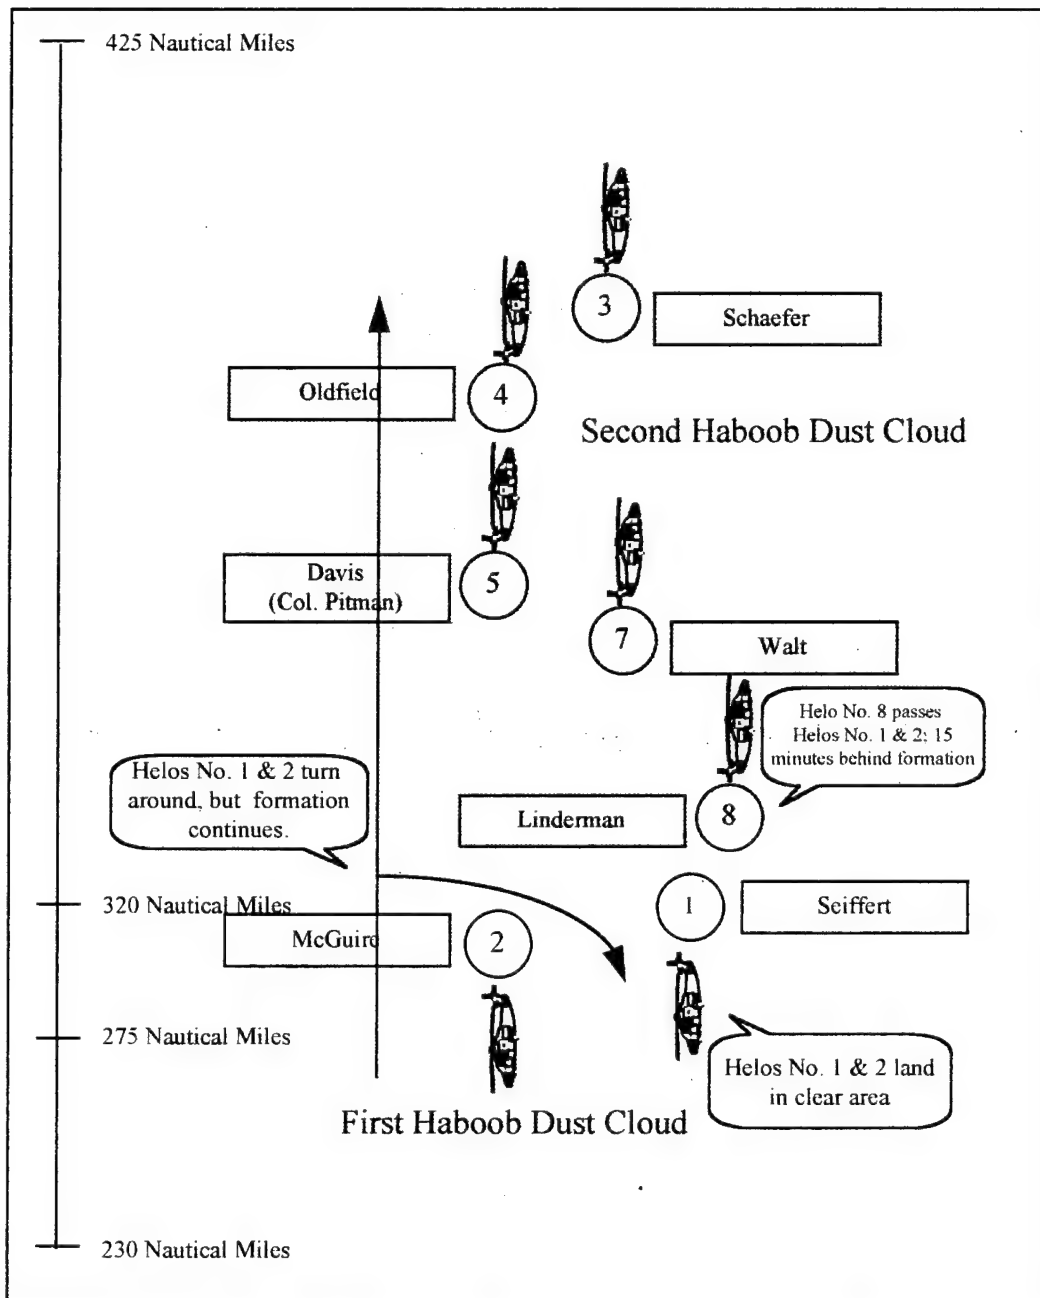 425 Nautical Miles
3
Schaefer
Oldfield
4
Second Haboob Dust Cloud
Davis
(Col. Pitman)
5
7
Walt
Helo No. 8 passes
Helos No. 1 & 2; 15
minutes behind formation
Helos No. 1 & 2 turn
around, but formation
continues.
Linderman
8
320 Nautical Miles
1
Seiffert
McGuire
2
275 Nautical Miles
Helos No. 1 & 2 land
in clear area
First Haboob Dust Cloud
230 Nautical Miles